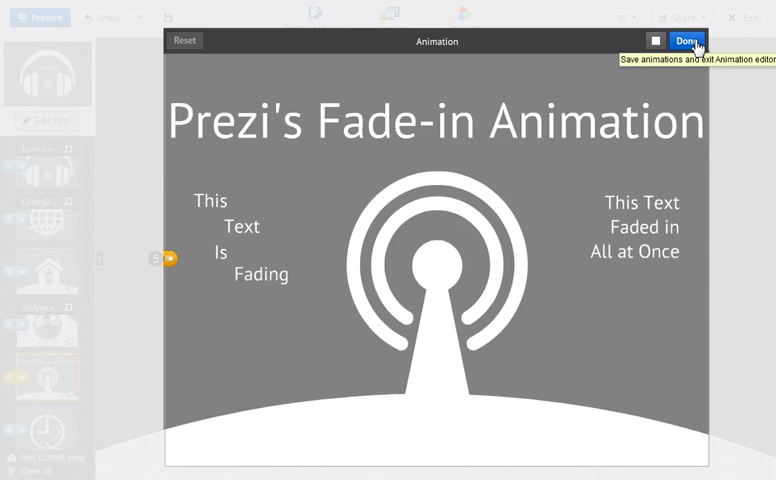 Present
Undo
Share
Exit
Reset
Animation
Done
Save animations and exit Animation editor
Edit Path
Prezi's Fade-in Animation
This
Text
Is
Fading
This Text
Faded in
All at Once
5
Add current view
Clear all